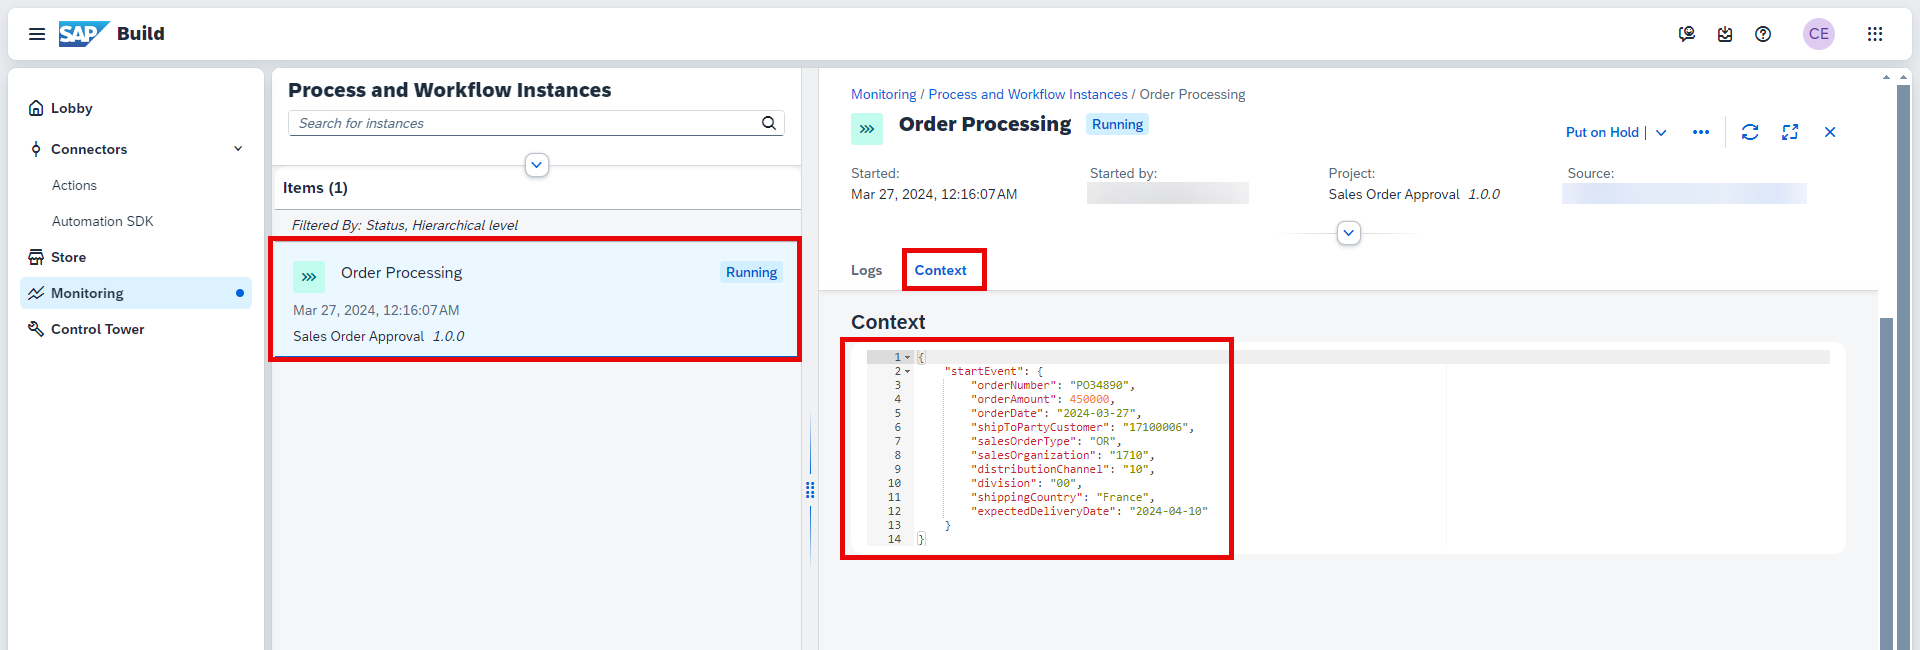 SAP Build
CE
Lobby
Connectors
Actions
Automation SDK
Store
Monitoring
Control Tower
Process and Workflow Instances
Search for instances
Items (1)
Filtered By: Status, Hierarchical level
Order Processing Running
Mar 27, 2024, 12:16:07 AM
Sales Order Approval 1.0.0
Monitoring / Process and Workflow Instances / Order Processing
Order Processing Running
Put on Hold
Started: Started by: Project: Source:
Mar 27, 2024, 12:16:07 AM Sales Order Approval 1.0.0
Logs Context
Context
1 {
2 "startEvent": {
3 "orderNumber": "PO34890",
4 "orderAmount": 450000,
5 "orderDate": "2024-03-27",
6 "shipToPartyCustomer": "17100006",
7 "salesOrderType": "OR",
8 "salesOrganization": "1710",
9 "distributionChannel": "10",
10 "division": "00",
11 "shippingCountry": "France",
12 "expectedDeliveryDate": "2024-04-10"
13 }
14 }